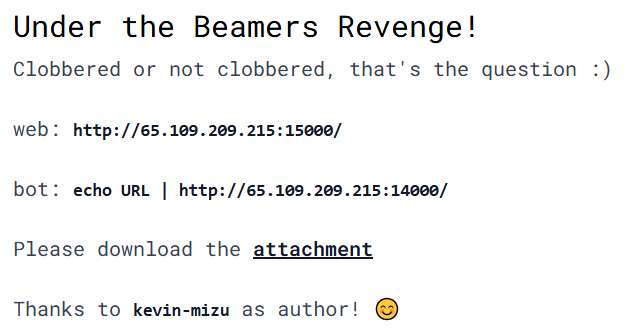 Under the Beamers Revenge!
Clobbered or not clobbered, that's the question :)
web: http://65.109.209.215:15000/
bot: echo URL | http://65.109.209.215:14000/
Please download the attachment
Thanks to kevin-mizu as author! 😊